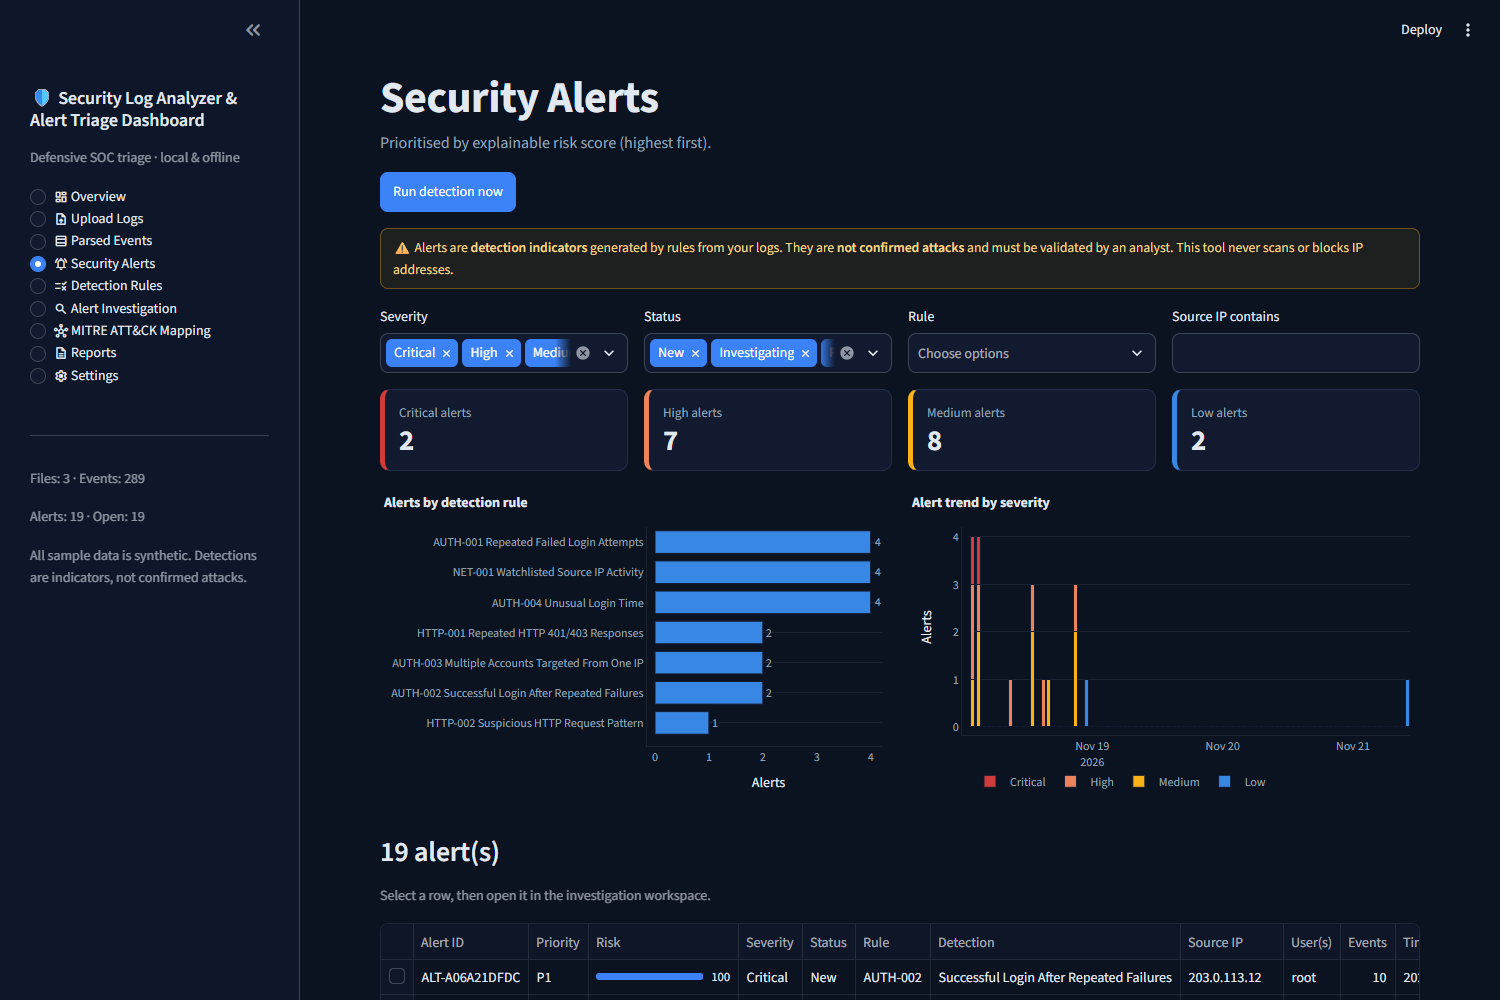 Deploy
Security Log Analyzer &
Alert Triage Dashboard
Defensive SOC triage · local & offline
Overview
Upload Logs
Parsed Events
Security Alerts
Detection Rules
Alert Investigation
MITRE ATT&CK Mapping
Reports
Settings
Files: 3 · Events: 289
Alerts: 19 · Open: 19
All sample data is synthetic. Detections
are indicators, not confirmed attacks.
Security Alerts
Prioritised by explainable risk score (highest first).
Run detection now
Alerts are detection indicators generated by rules from your logs. They are not confirmed attacks and must be validated by an analyst. This tool never scans or blocks IP
addresses.
Severity Status Rule Source IP contains
Critical High Mediu New Investigating Choose options
Critical alerts High alerts Medium alerts Low alerts
2 7 8 2
Alerts by detection rule
AUTH-001 Repeated Failed Login Attempts 4
NET-001 Watchlisted Source IP Activity 4
AUTH-004 Unusual Login Time 4
HTTP-001 Repeated HTTP 401/403 Responses 2
AUTH-003 Multiple Accounts Targeted From One IP 2
AUTH-002 Successful Login After Repeated Failures 2
HTTP-002 Suspicious HTTP Request Pattern 1
0 1 2 3 4
Alerts
Alert trend by severity
4
3
2
1
0
Alerts
Nov 19 Nov 20 Nov 21
2026
Critical High Medium Low
19 alert(s)
Select a row, then open it in the investigation workspace.
Alert ID Priority Risk Severity Status Rule Detection Source IP User(s) Events
ALT-A06A21DFDC P1 100 Critical New AUTH-002 Successful Login After Repeated Failures 203.0.113.12 root 10